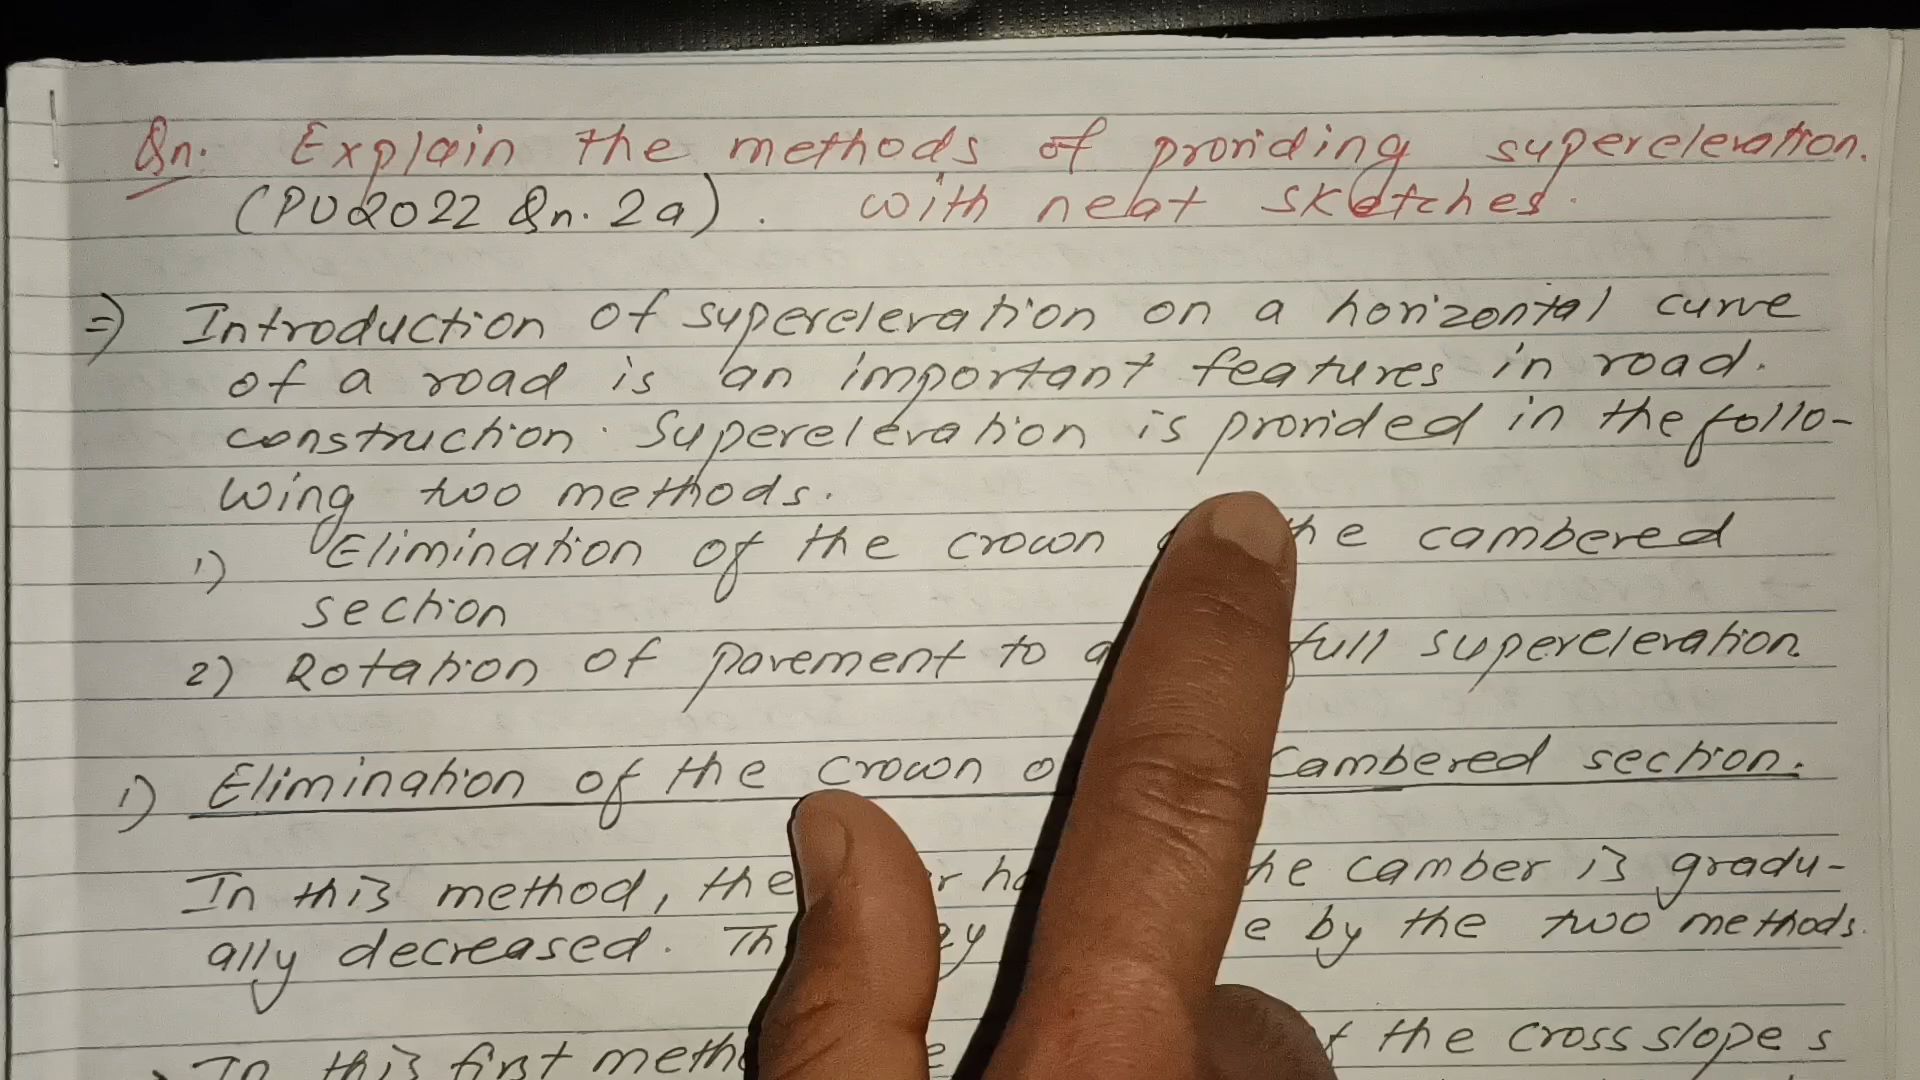 Qn. Explain the methods of providing superelevation.
(PU2022 Qn. 2a). with neat sketches.
=) Introduction of superelevation on a horizontal curve
of a road is an important features in road.
construction. Superelevation is provided in the follo-
wing two methods.
1) Elimination of the crown the cambered
section
2) Rotation of pavement to full superelevation.
1) Elimination of the crown cambered section.
In this method, the the camber is gradu-
ally decreased. by the two methods.
In this first the cross slope s